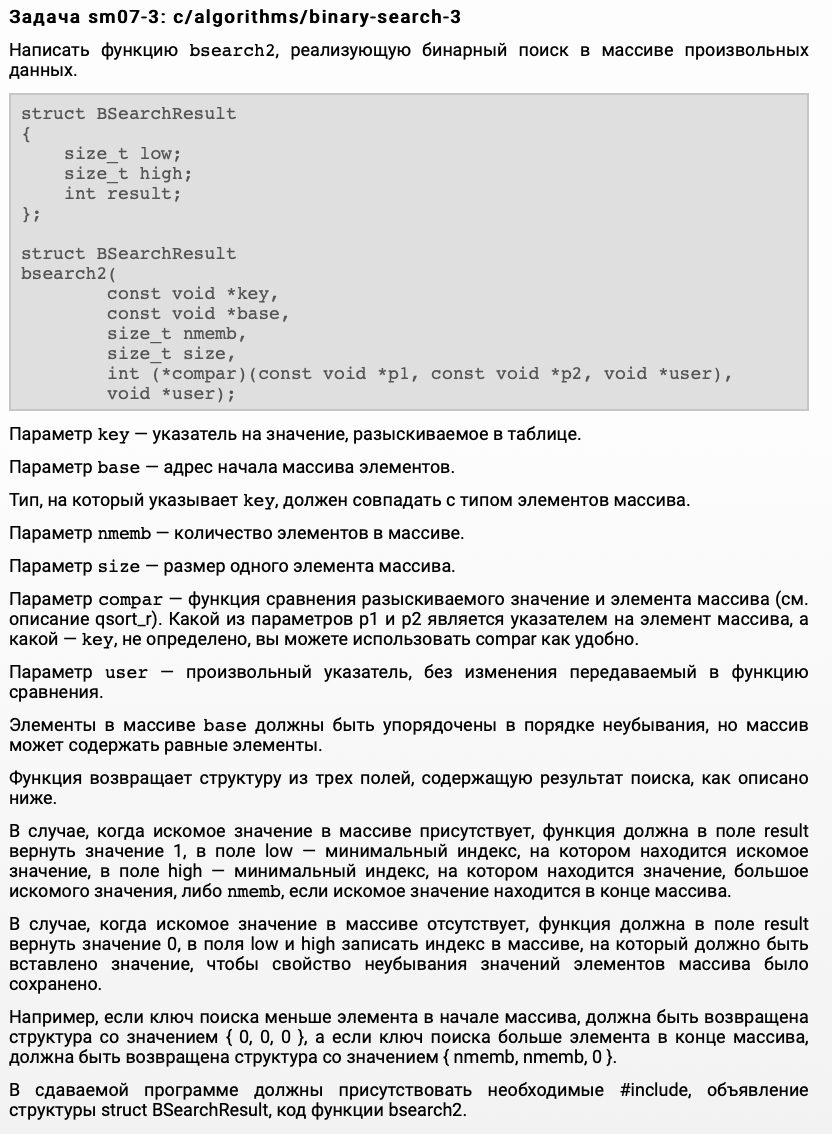 Задача sm07-3: c/algorithms/binary-search-3
Написать функцию bsearch2, реализующую бинарный поиск в массиве произвольных
данных.
struct BSearchResult
{
    size_t low;
    size_t high;
    int result;
};

struct BSearchResult
bsearch2(
        const void *key,
        const void *base,
        size_t nmemb,
        size_t size,
        int (*compar)(const void *p1, const void *p2, void *user),
        void *user);
Параметр key — указатель на значение, разыскиваемое в таблице.
Параметр base — адрес начала массива элементов.
Тип, на который указывает key, должен совпадать с типом элементов массива.
Параметр nmemb — количество элементов в массиве.
Параметр size — размер одного элемента массива.
Параметр compar — функция сравнения разыскиваемого значение и элемента массива (см.
описание qsort_r). Какой из параметров p1 и p2 является указателем на элемент массива, а
какой — key, не определено, вы можете использовать compar как удобно.
Параметр user — произвольный указатель, без изменения передаваемый в функцию
сравнения.
Элементы в массиве base должны быть упорядочены в порядке неубывания, но массив
может содержать равные элементы.
Функция возвращает структуру из трех полей, содержащую результат поиска, как описано
ниже.
В случае, когда искомое значение в массиве присутствует, функция должна в поле result
вернуть значение 1, в поле low — минимальный индекс, на котором находится искомое
значение, в поле high — минимальный индекс, на котором находится значение, большое
искомого значения, либо nmemb, если искомое значение находится в конце массива.
В случае, когда искомое значение в массиве отсутствует, функция должна в поле result
вернуть значение 0, в поля low и high записать индекс в массиве, на который должно быть
вставлено значение, чтобы свойство неубывания значений элементов массива было
сохранено.
Например, если ключ поиска меньше элемента в начале массива, должна быть возвращена
структура со значением { 0, 0, 0 }, а если ключ поиска больше элемента в конце массива,
должна быть возвращена структура со значением { nmemb, nmemb, 0 }.
В сдаваемой программе должны присутствовать необходимые #include, объявление
структуры struct BSearchResult, код функции bsearch2.